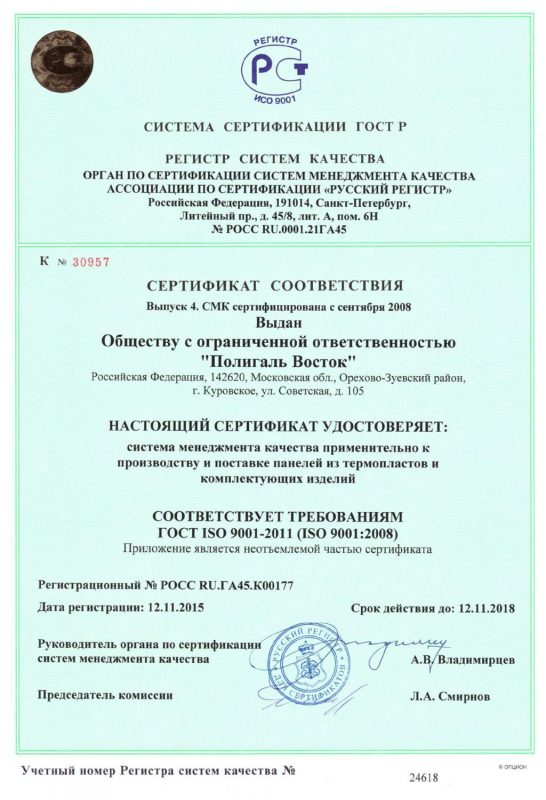 РЕГИСТР
РСТ
ИСО 9001
СИСТЕМА СЕРТИФИКАЦИИ ГОСТ Р
РЕГИСТР СИСТЕМ КАЧЕСТВА
ОРГАН ПО СЕРТИФИКАЦИИ СИСТЕМ МЕНЕДЖМЕНТА КАЧЕСТВА
АССОЦИАЦИИ ПО СЕРТИФИКАЦИИ «РУССКИЙ РЕГИСТР»
Российская Федерация, 191014, Санкт-Петербург,
Литейный пр., д. 45/8, лит. А, пом. 6Н
№ РОСС RU.0001.21ГА45
К № 30957
СЕРТИФИКАТ СООТВЕТСТВИЯ
Выпуск 4. СМК сертифицирована с сентября 2008
Выдан
Обществу с ограниченной ответственностью
"Полигаль Восток"
Российская Федерация, 142620, Московская обл., Орехово-Зуевский район,
г. Куровское, ул. Советская, д. 105
НАСТОЯЩИЙ СЕРТИФИКАТ УДОСТОВЕРЯЕТ:
система менеджмента качества применительно к
производству и поставке панелей из термопластов и
комплектующих изделий
СООТВЕТСТВУЕТ ТРЕБОВАНИЯМ
ГОСТ ISO 9001-2011 (ISO 9001:2008)
Приложение является неотъемлемой частью сертификата
Регистрационный № РОСС RU.ГА45.К00177
Дата регистрации: 12.11.2015 Срок действия до: 12.11.2018
Руководитель органа по сертификации
систем менеджмента качества А.В. Владимирцев
РУССКИЙ РЕГИСТР
ДЛЯ СЕРТИФИКАТОВ
Председатель комиссии Л.А. Смирнов
© ОПЦИОН
Учетный номер Регистра систем качества № 24618